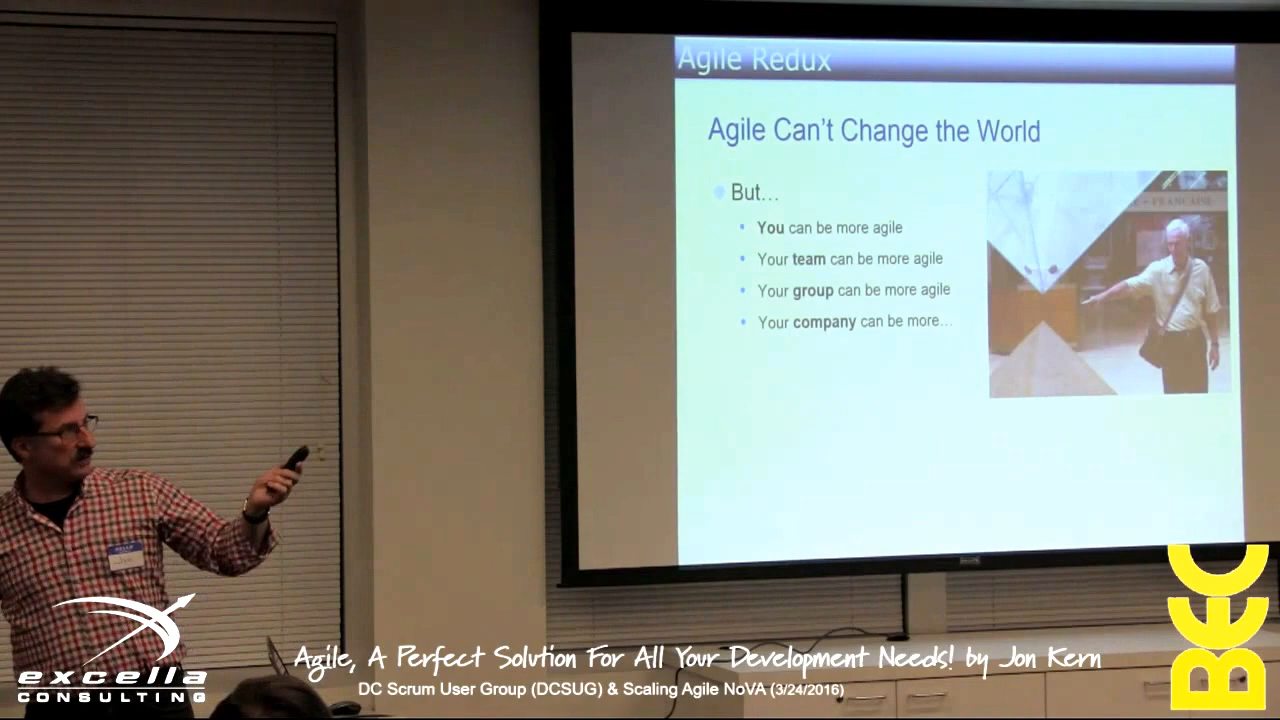 Agile Redux
Agile Can't Change the World
But...
You can be more agile
Your team can be more agile
Your group can be more agile
Your company can be more...
HELLO
excella
CONSULTING
Agile, A Perfect Solution For All Your Development Needs! by Jon Kern
DC Scrum User Group (DCSUG) & Scaling Agile NoVA (3/24/2016)